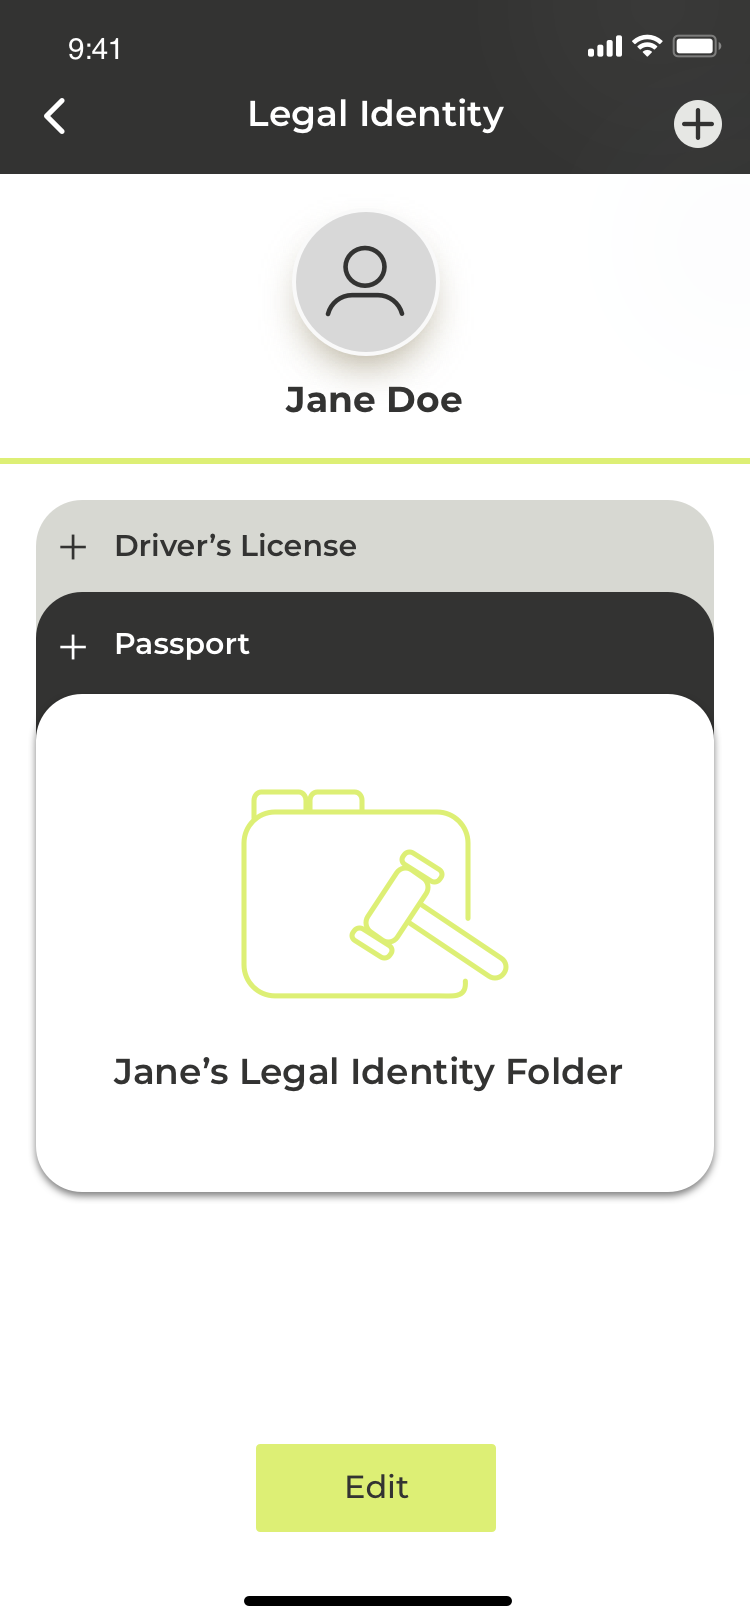 9:41
Legal Identity
Jane Doe
Driver’s License
Passport
Jane’s Legal Identity Folder
Edit